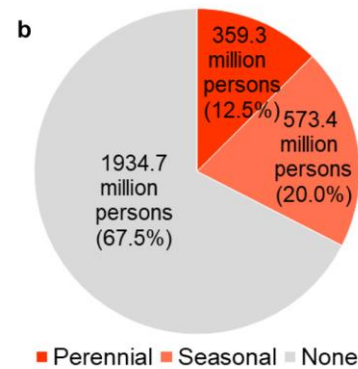 b
359.3
million
persons
(12.5%)
573.4
million
persons
(20.0%)
1934.7
million
persons
(67.5%)
Perennial Seasonal None